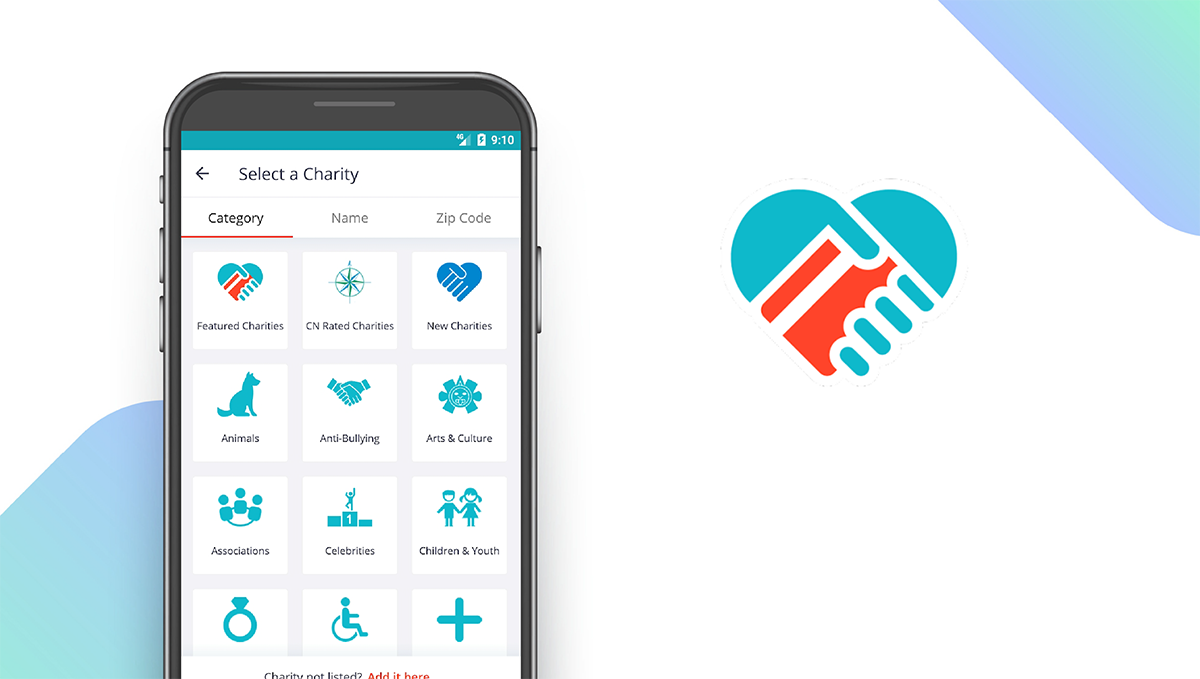 4G 9:10
Select a Charity
Category Name Zip Code
Featured Charities CN Rated Charities New Charities
Animals Anti-Bullying Arts & Culture
1
Associations Celebrities Children & Youth
Charity not listed? Add it here